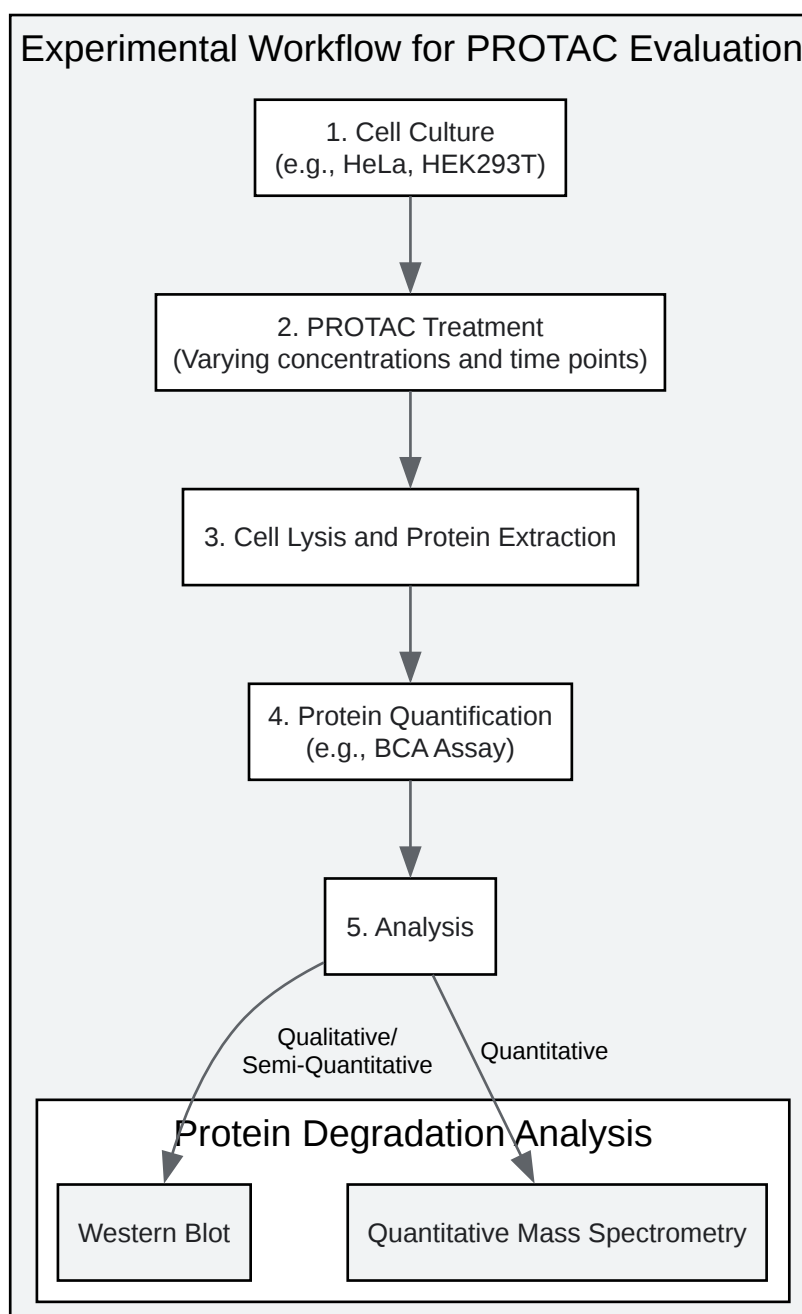 Experimental Workflow for PROTAC Evaluation
1. Cell Culture
(e.g., HeLa, HEK293T)
2. PROTAC Treatment
(Varying concentrations and time points)
3. Cell Lysis and Protein Extraction
4. Protein Quantification
(e.g., BCA Assay)
5. Analysis
Qualitative/
Semi-Quantitative
Quantitative
Protein Degradation Analysis
Western Blot
Quantitative Mass Spectrometry